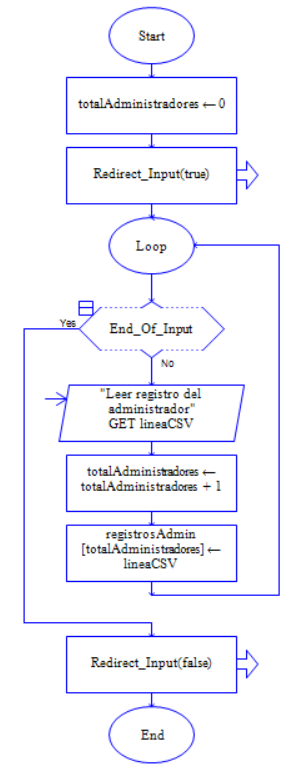 Start
totalAdministradores ← 0
Redirect_Input(true)
Loop
End_Of_Input
Yes
No
"Leer registro del
administrador"
GET lineaCSV
totalAdministradores ←
totalAdministradores + 1
registrosAdmin
[totalAdministradores] ←
lineaCSV
Redirect_Input(false)
End